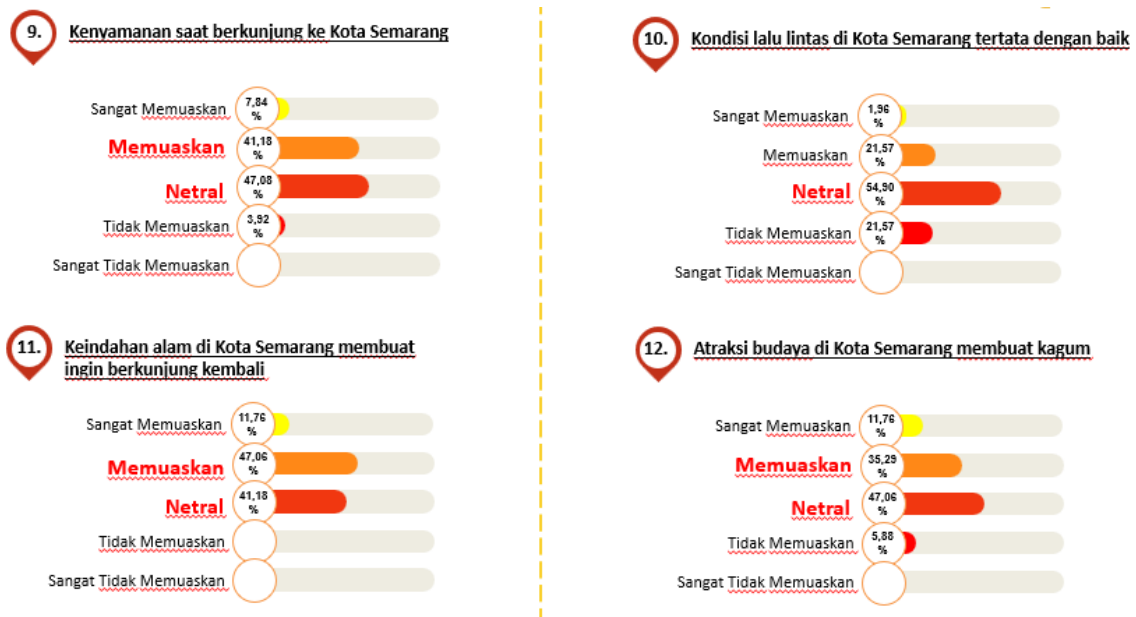 9.
Kenyamanan saat berkunjung ke Kota Semarang
Sangat Memuaskan
7,84
%
Memuaskan
41,18
%
Netral
47,08
%
Tidak Memuaskan
3,92
%
Sangat Tidak Memuaskan
10.
Kondisi lalu lintas di Kota Semarang tertata dengan baik
Sangat Memuaskan
1,96
%
Memuaskan
21,57
%
Netral
54,90
%
Tidak Memuaskan
21,57
%
Sangat Tidak Memuaskan
11.
Keindahan alam di Kota Semarang membuat
ingin berkunjung kembali
Sangat Memuaskan
11,76
%
Memuaskan
47,06
%
Netral
41,18
%
Tidak Memuaskan
Sangat Tidak Memuaskan
12.
Atraksi budaya di Kota Semarang membuat kagum
Sangat Memuaskan
11,76
%
Memuaskan
35,29
%
Netral
47,06
%
Tidak Memuaskan
5,88
%
Sangat Tidak Memuaskan